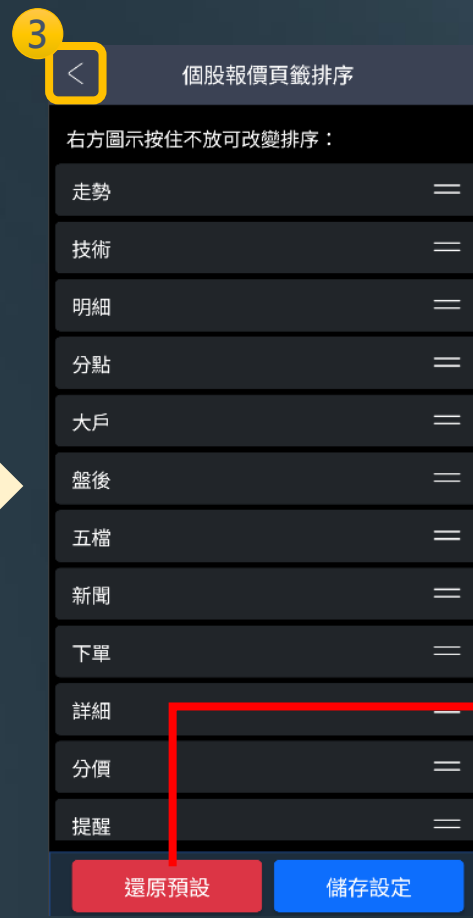 3
個股報價頁籤排序
右方圖示按住不放可改變排序：
走勢
技術
明細
分點
大戶
盤後
五檔
新聞
下單
詳細
分價
提醒
還原預設
儲存設定